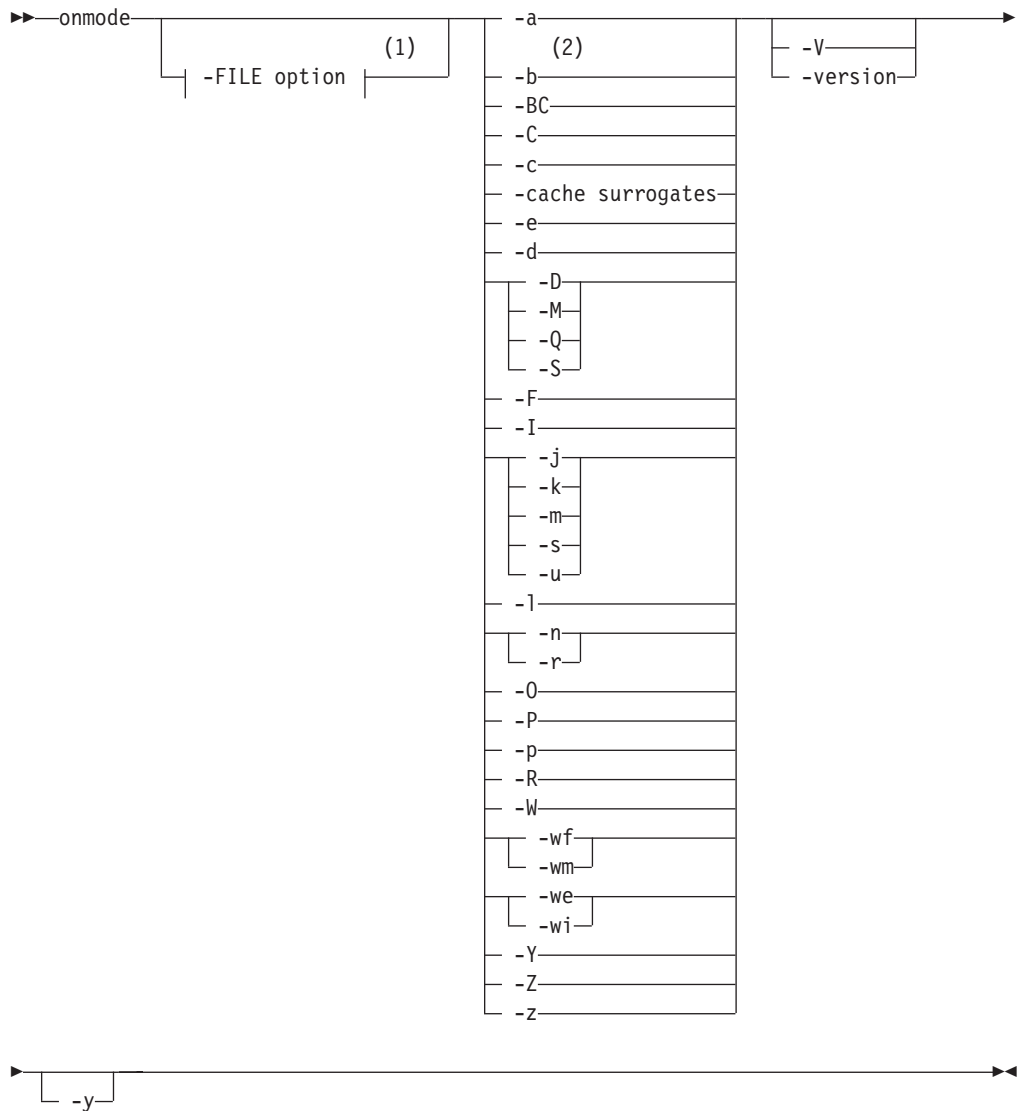 onmode -a
(1) (2)
-FILE option -V
-b -version
-BC
-C
-c
-cache surrogates
-e
-d
-D
-M
-Q
-S
-F
-I
-j
-k
-m
-s
-u
-l
-n
-r
-O
-P
-p
-R
-W
-wf
-wm
-we
-wi
-Y
-Z
-z
-y